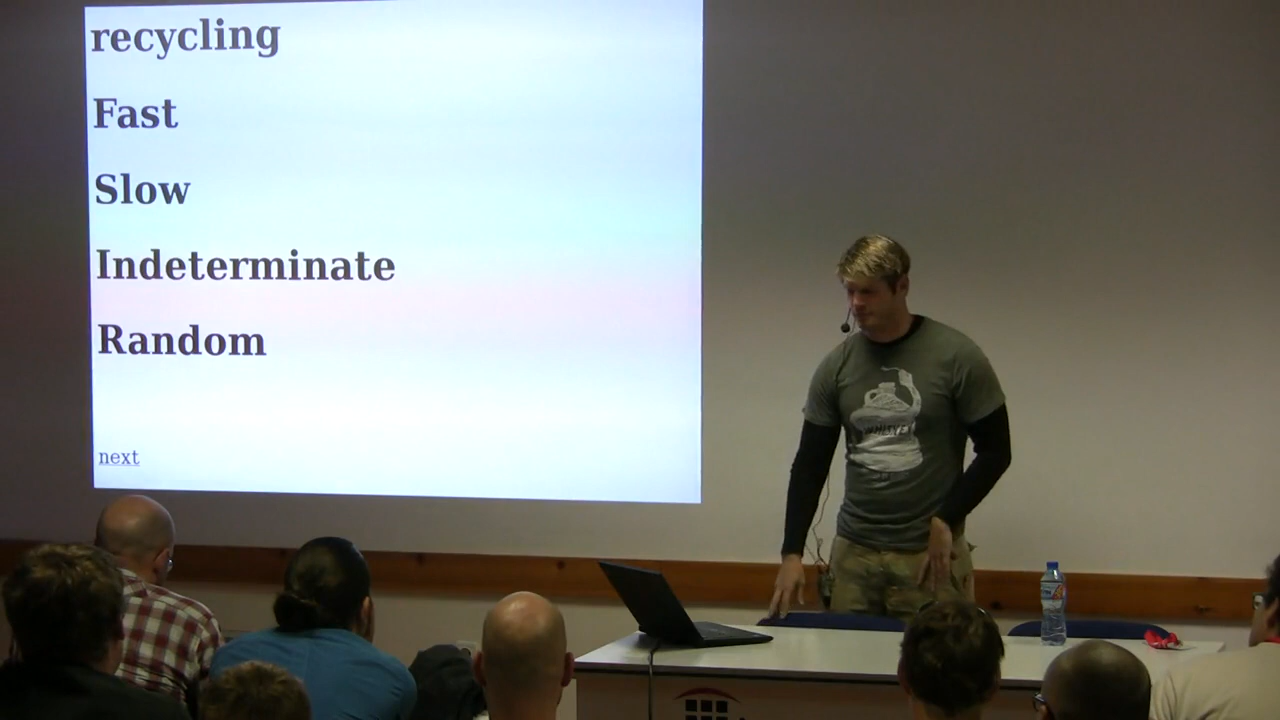 recycling
Fast
Slow
Indeterminate
Random
next